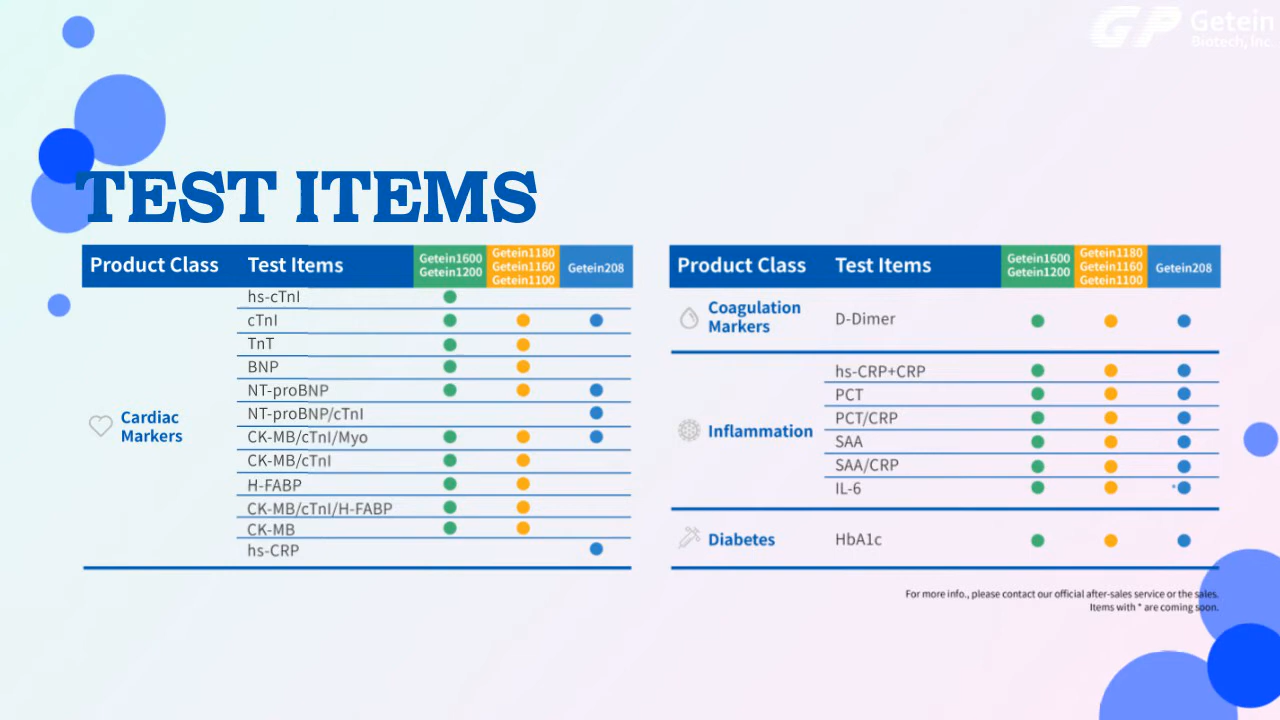 GP Getein
Biotech, Inc.
TEST ITEMS
Product Class Test Items Getein1600 Getein1200 Getein1180 Getein1160 Getein1100 Getein208
hs-cTnI
cTnI
TnT
BNP
NT-proBNP
NT-proBNP/cTnI
Cardiac
Markers
CK-MB/cTnI/Myo
CK-MB/cTnI
H-FABP
CK-MB/cTnI/H-FABP
CK-MB
hs-CRP
Product Class Test Items Getein1600 Getein1200 Getein1180 Getein1160 Getein1100 Getein208
Coagulation
Markers
D-Dimer
Inflammation
hs-CRP+CRP
PCT
PCT/CRP
SAA
SAA/CRP
IL-6 *
Diabetes HbA1c
For more info., please contact our official after-sales service or the sales.
Items with * are coming soon.